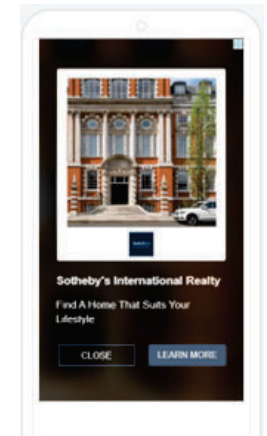 Sotheby's International Realty
Find A Home That Suits Your
Lifestyle
CLOSE
LEARN MORE